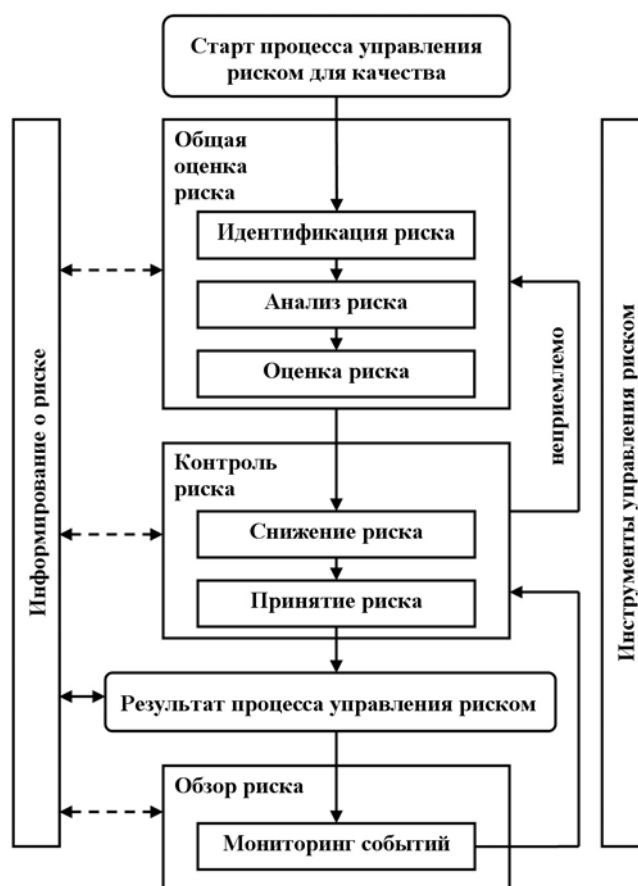 Старт процесса управления
риском для качества
Общая
оценка
риска
Идентификация риска
Анализ риска
Оценка риска
неприемлемо
Контроль
риска
Снижение риска
Принятие риска
Результат процесса управления риском
Обзор риска
Мониторинг событий
Информирование о риске
Инструменты управления риском